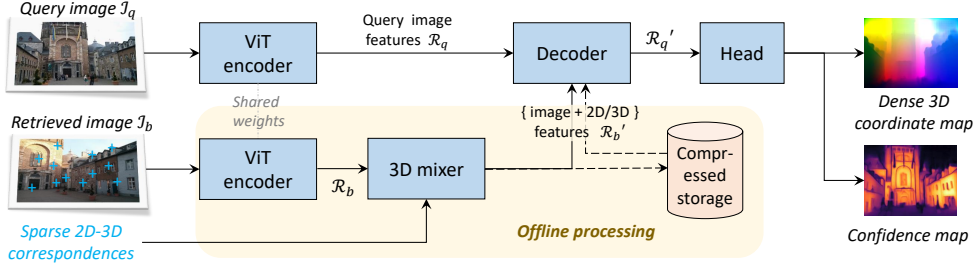 Query image ℐq
ViT
encoder
Query image
features ℛq
Decoder
ℛq′
Head
Dense 3D
coordinate map
Shared
weights
Retrieved image ℐb
ViT
encoder
ℛb
3D mixer
{ image + 2D/3D }
features ℛb′
Compr-
essed
storage
Sparse 2D-3D
correspondences
Offline processing
Confidence map